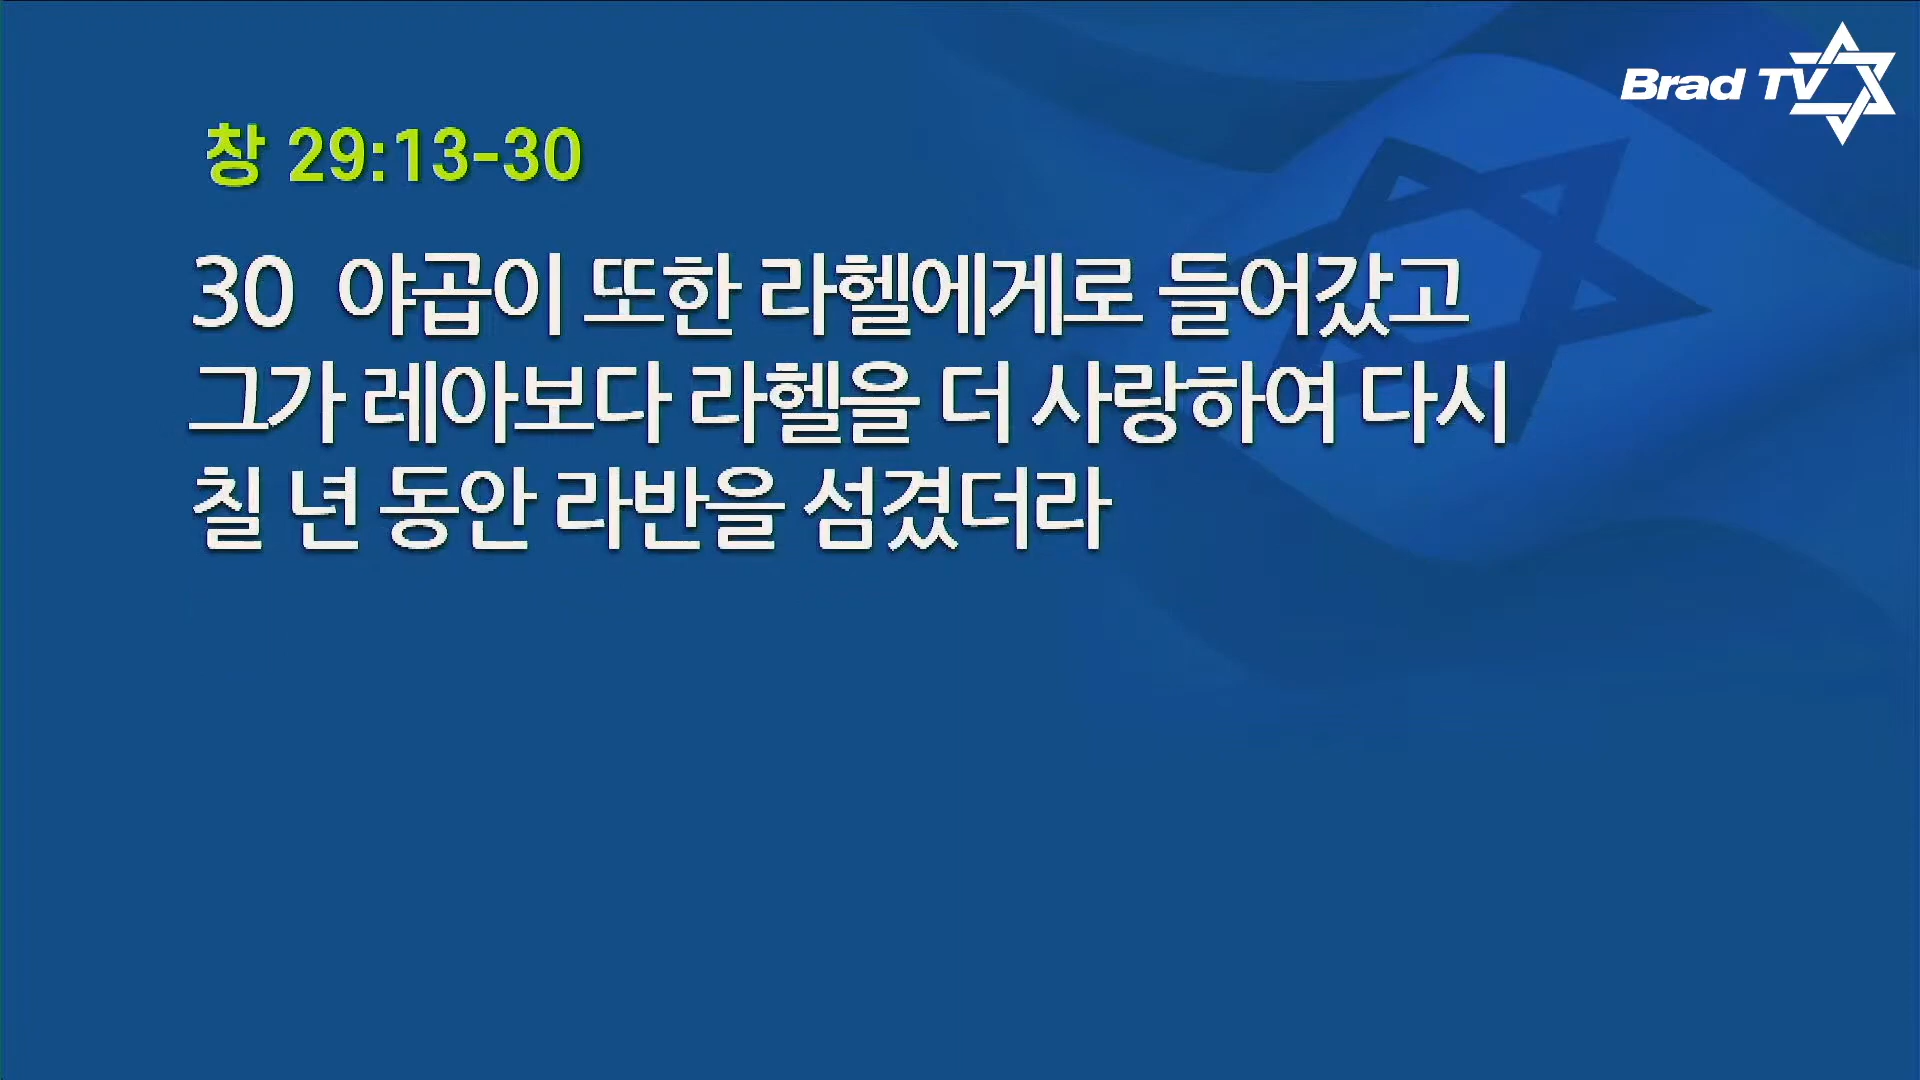 Brad TV
창 29:13-30
30 야곱이 또한 라헬에게로 들어갔고
그가 레아보다 라헬을 더 사랑하여 다시
칠 년 동안 라반을 섬겼더라